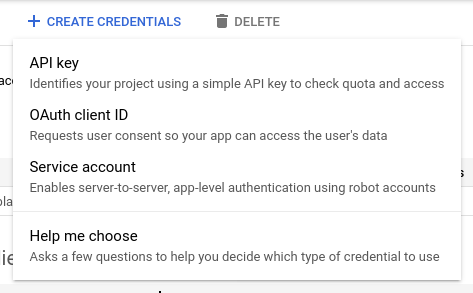 + CREATE CREDENTIALS DELETE
API key
Identifies your project using a simple API key to check quota and access
OAuth client ID
Requests user consent so your app can access the user's data
Service account
Enables server-to-server, app-level authentication using robot accounts
Help me choose
Asks a few questions to help you decide which type of credential to use